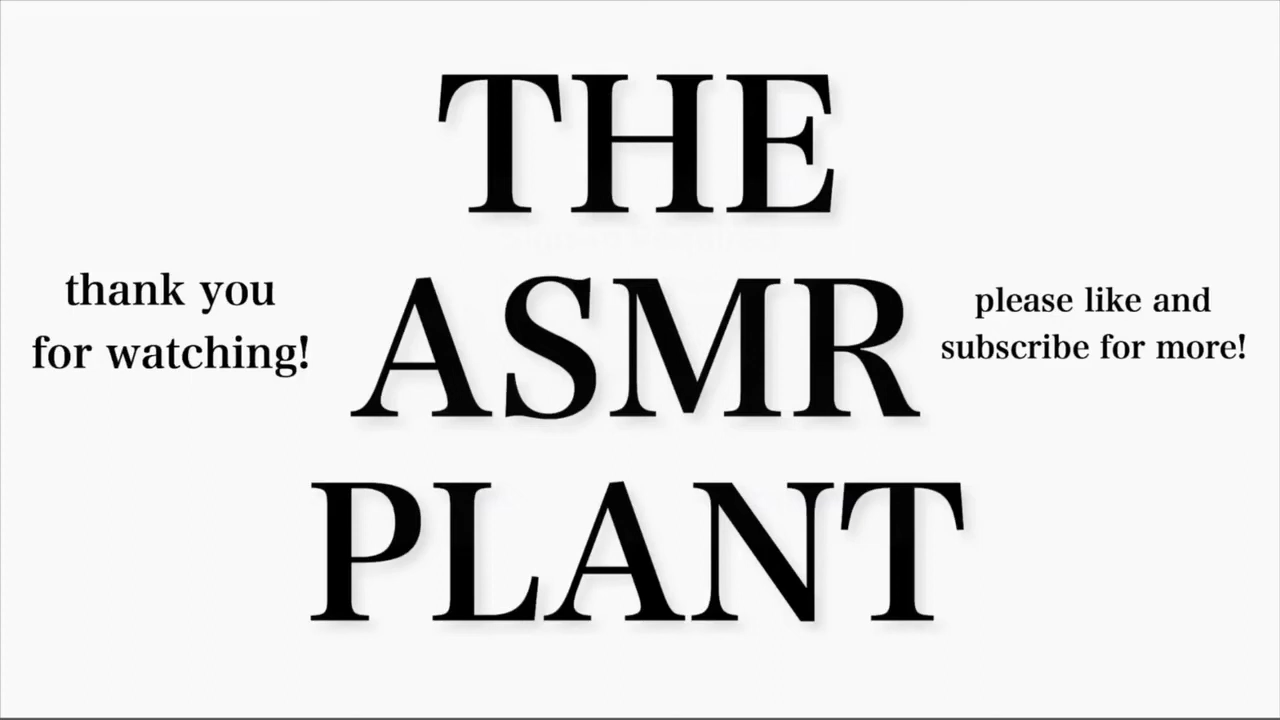 THE
thank you
for watching!
ASMR
please like and
subscribe for more!
PLANT